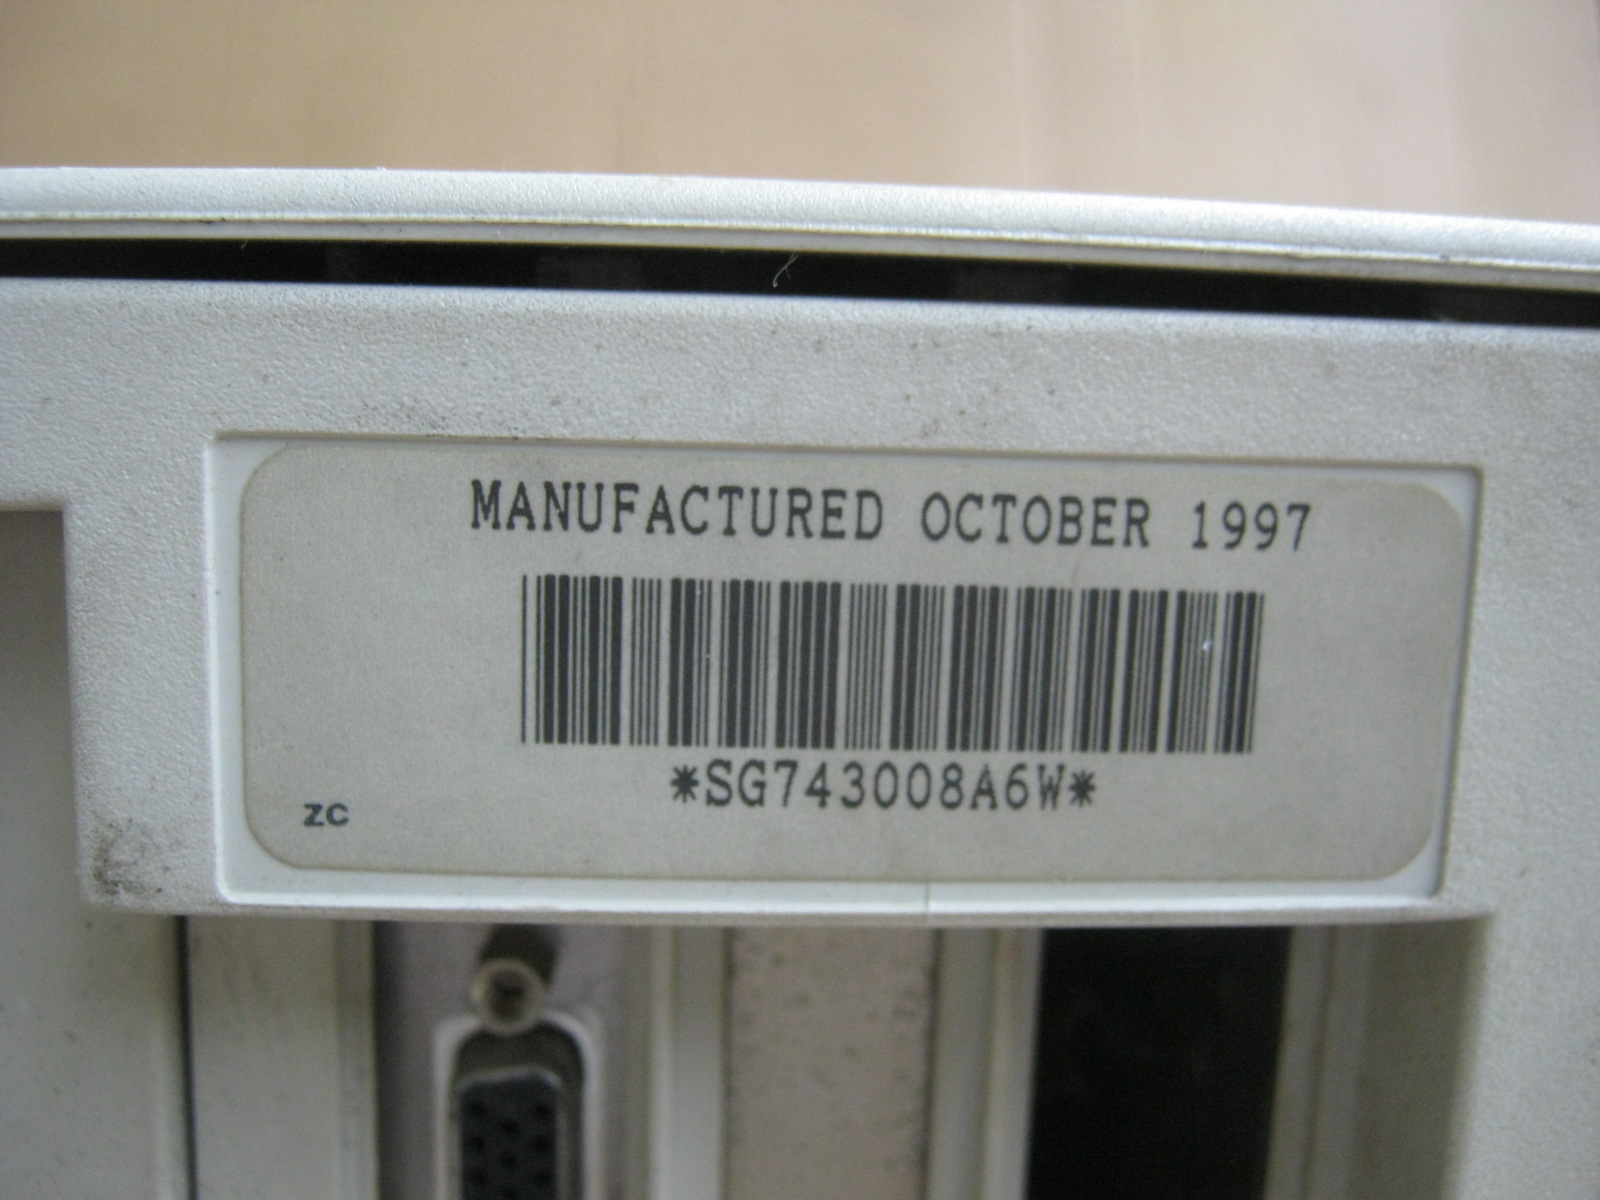 MANUFACTURED OCTOBER 1997
*SG743008A6W*
ZC